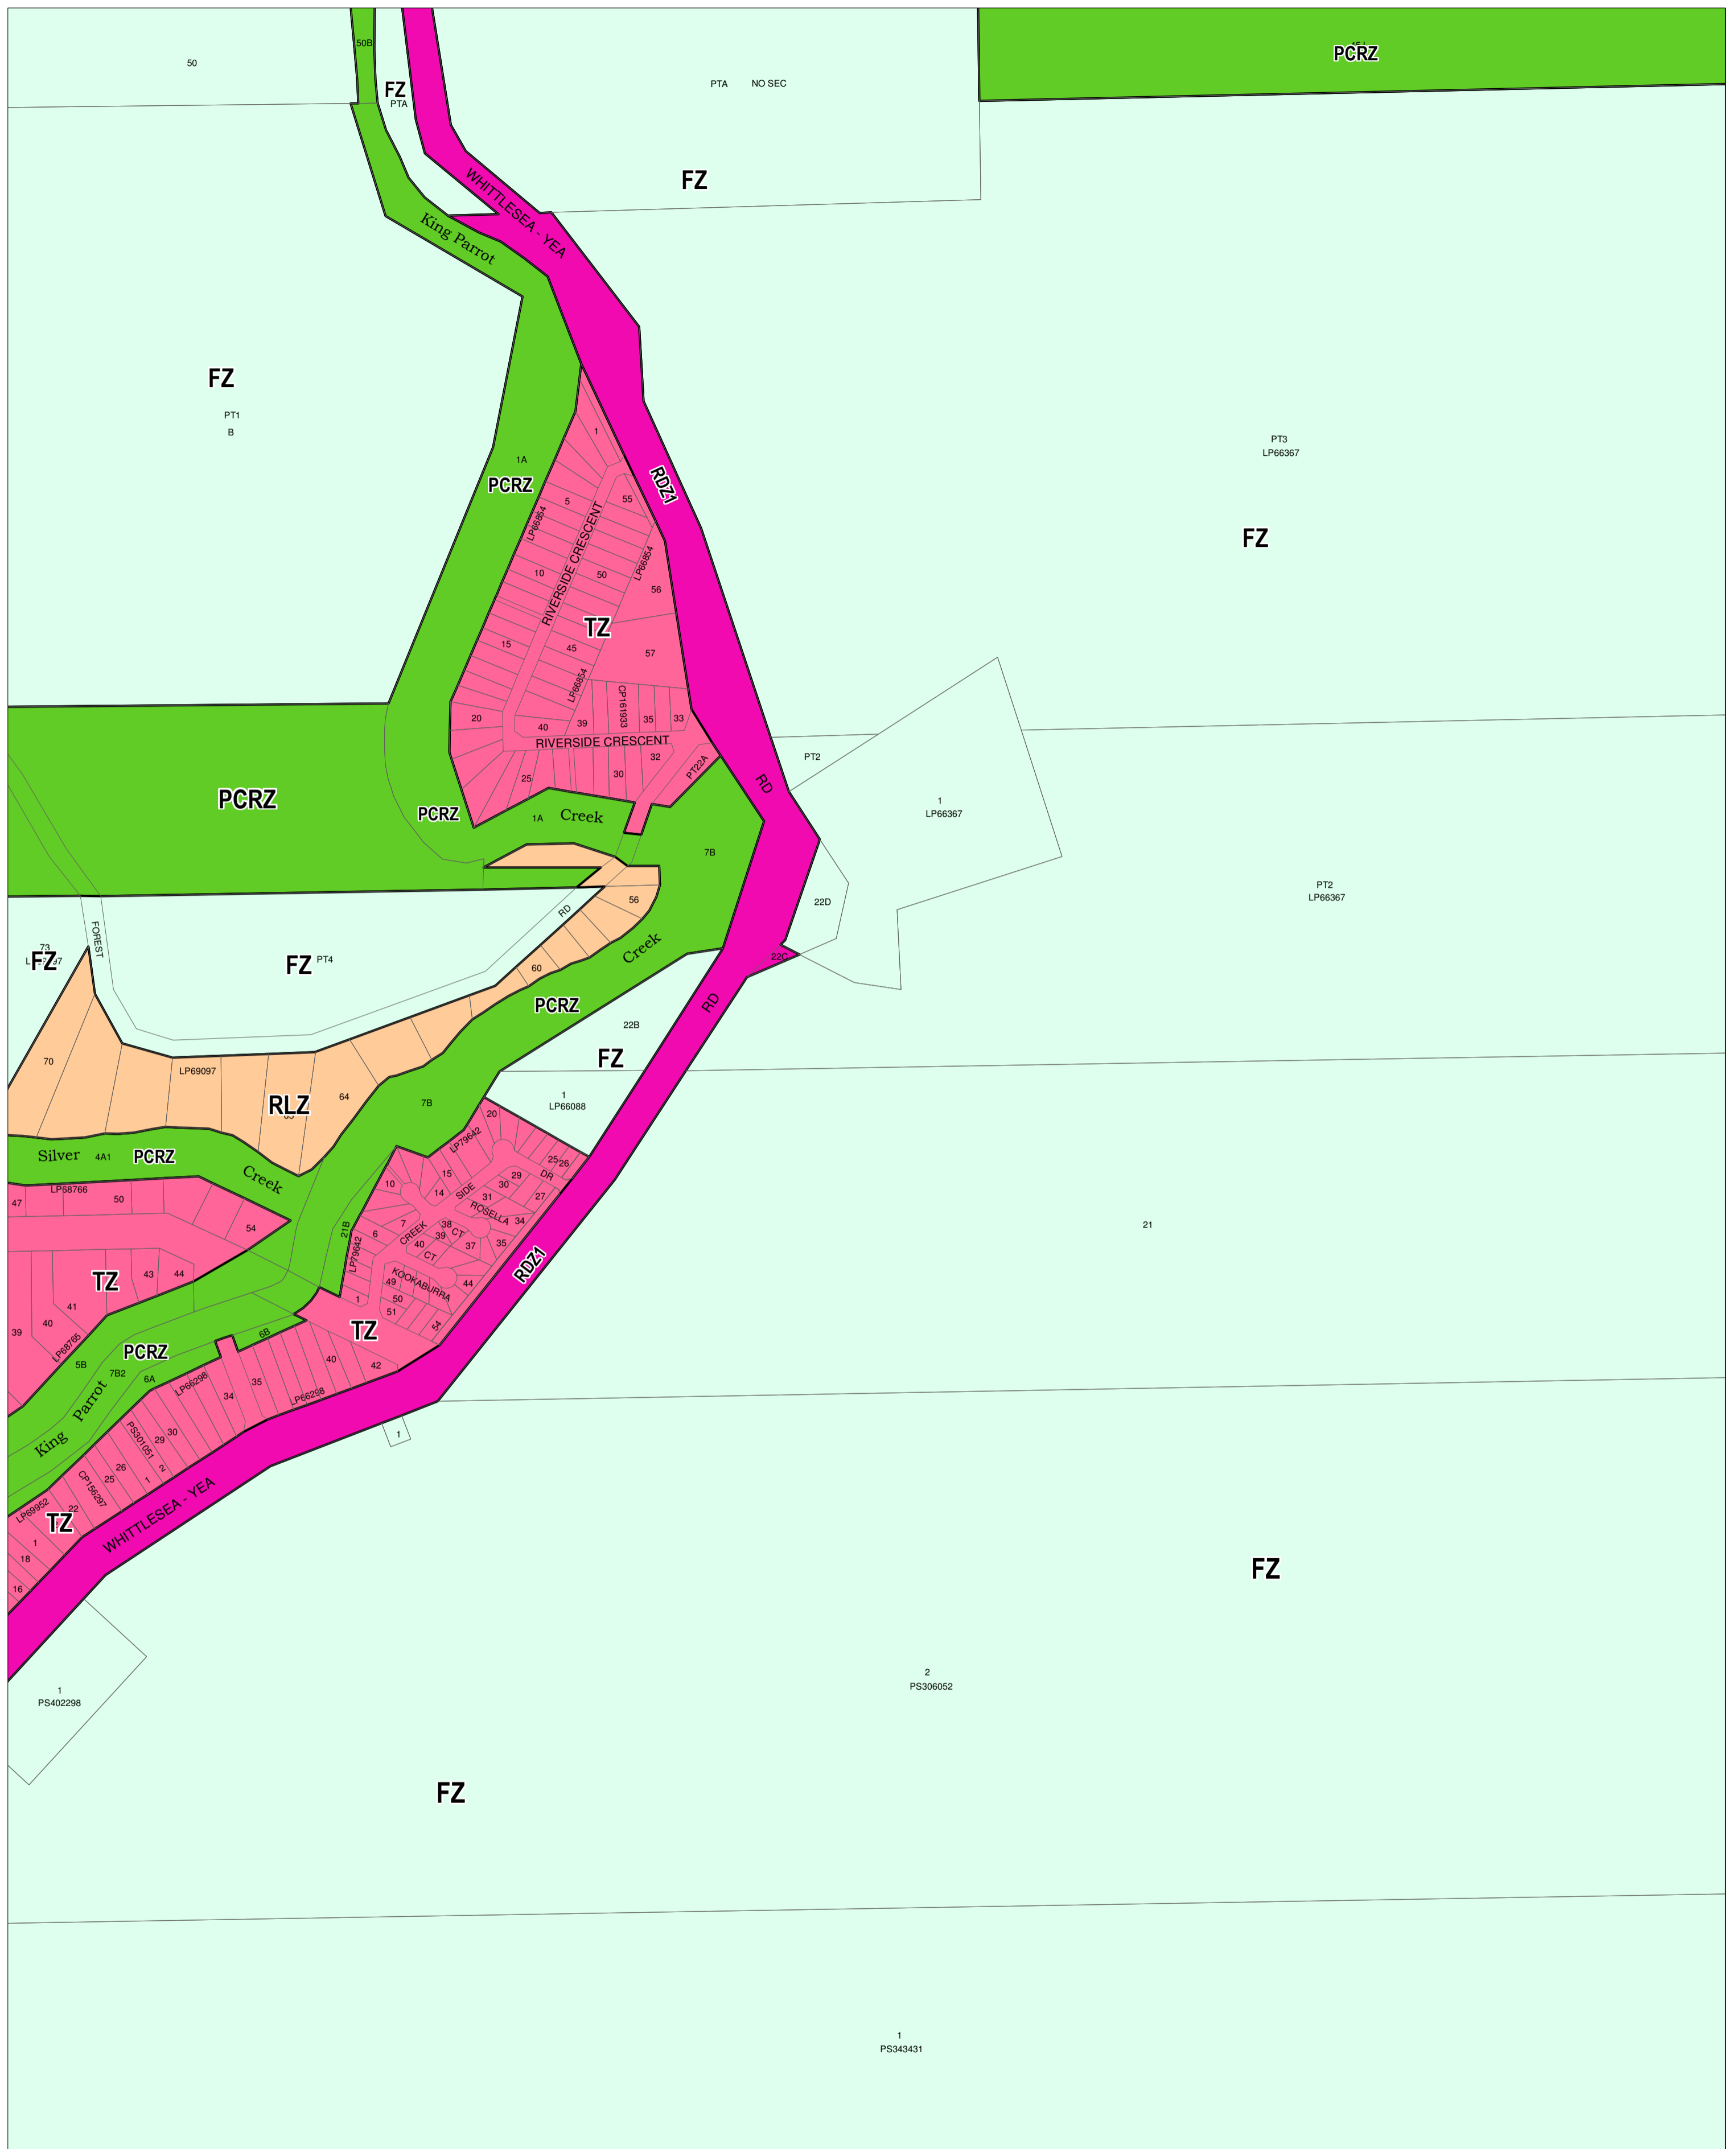 50
50B
FZ
PTA
PTA NO SEC
PCRZ
FZ
WHITTLESEA - YEA
King Parrot
FZ
PT1
B
1A
PCRZ
1
RDZ1
PT3
LP66367
FZ
5
55
LP66854
RIVERSIDE CRESCENT
LP66854
10
50
56
TZ
15
45
57
LP66854
CP161933
20
40
39
35
33
RIVERSIDE CRESCENT
32
PT22A
25
30
PT2
RD
1
LP66367
PCRZ
PCRZ
1A
Creek
7B
PT2
LP66367
56
RD
22D
FOREST
73
FZ
FZ PT4
Creek
60
22C
PCRZ
RD
22B
FZ
70
LP69097
RLZ
64
7B
1
LP66088
20
LP79642
Silver
4A1
PCRZ
Creek
25
26
DR
15
29
30
10
14
SIDE
31
27
LP68766
47
50
54
21B
7
ROSELLA
34
21
6
CREEK
38
39
CT
40
37
35
CT
LP79642
RDZ1
TZ
43
44
KOOKABURRA
49
44
1
50
51
54
41
40
39
LP68765
TZ
6B
PCRZ
5B
7B2
6A
40
42
LP66298
34
35
LP66298
King
Parrot
PS301051
29
30
1
26
25
1
2
CP156297
LP69952
22
TZ
WHITTLESEA - YEA
1
18
16
FZ
2
PS306052
1
PS402298
FZ
1
PS343431